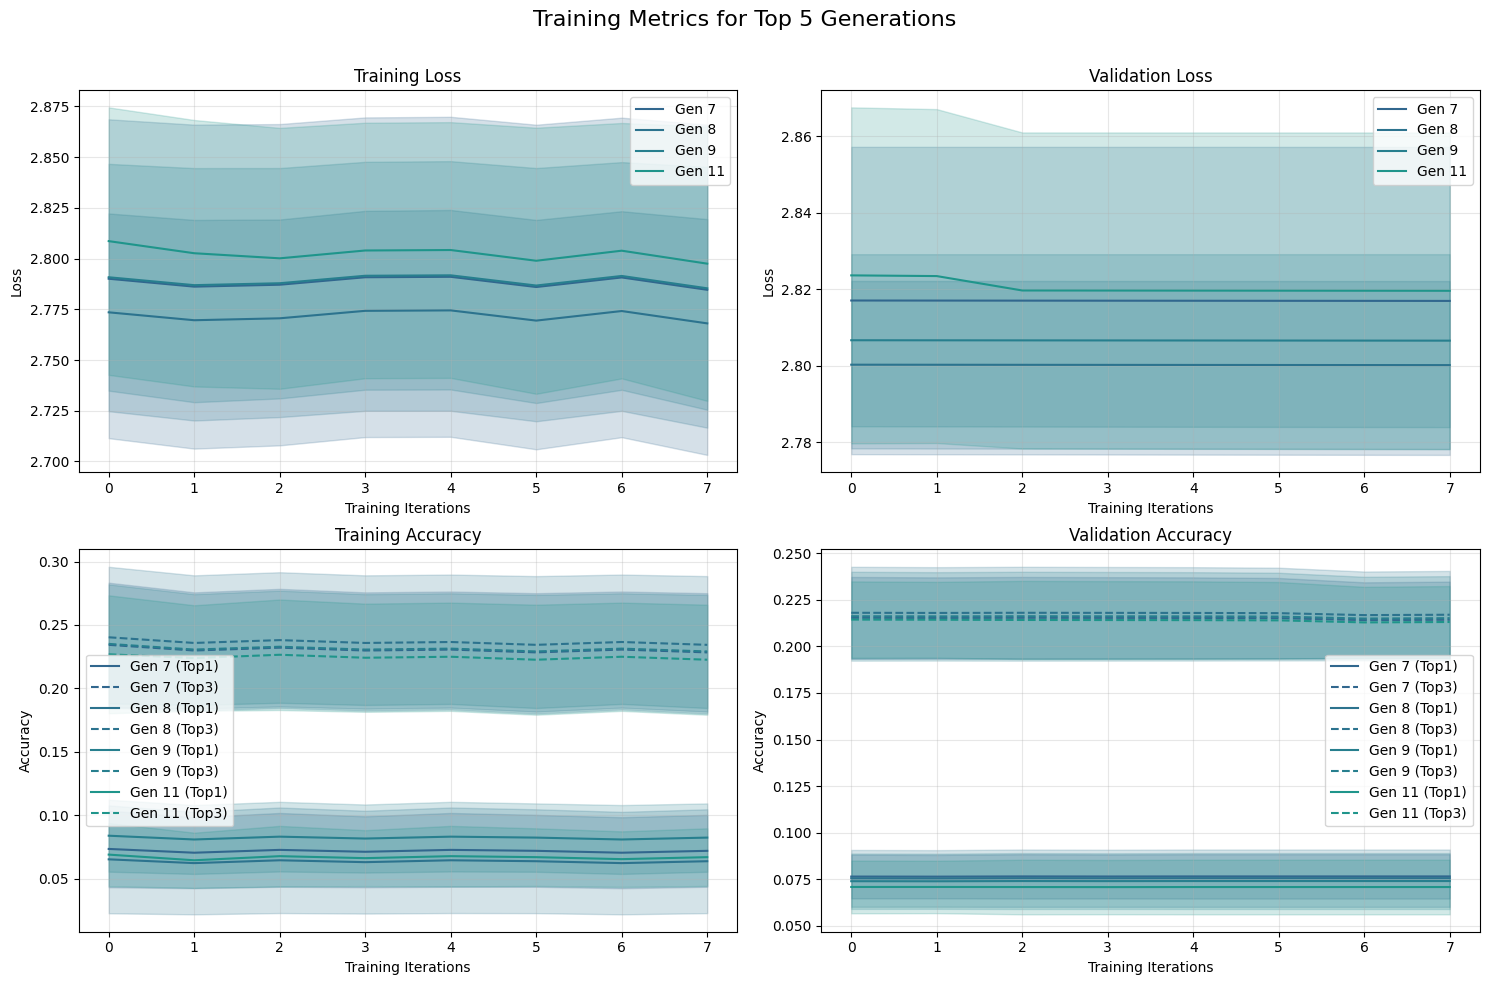 Training Metrics for Top 5 Generations
Training Loss
Loss
2.875
2.850
2.825
2.800
2.775
2.750
2.725
2.700
Gen 7
Gen 8
Gen 9
Gen 11
0 1 2 3 4 5 6 7
Training Iterations
Validation Loss
Loss
2.86
2.84
2.82
2.80
2.78
Gen 7
Gen 8
Gen 9
Gen 11
0 1 2 3 4 5 6 7
Training Iterations
Training Accuracy
Accuracy
0.30
0.25
0.20
0.15
0.10
0.05
Gen 7 (Top1)
Gen 7 (Top3)
Gen 8 (Top1)
Gen 8 (Top3)
Gen 9 (Top1)
Gen 9 (Top3)
Gen 11 (Top1)
Gen 11 (Top3)
0 1 2 3 4 5 6 7
Training Iterations
Validation Accuracy
Accuracy
0.250
0.225
0.200
0.175
0.150
0.125
0.100
0.075
0.050
Gen 7 (Top1)
Gen 7 (Top3)
Gen 8 (Top1)
Gen 8 (Top3)
Gen 9 (Top1)
Gen 9 (Top3)
Gen 11 (Top1)
Gen 11 (Top3)
0 1 2 3 4 5 6 7
Training Iterations